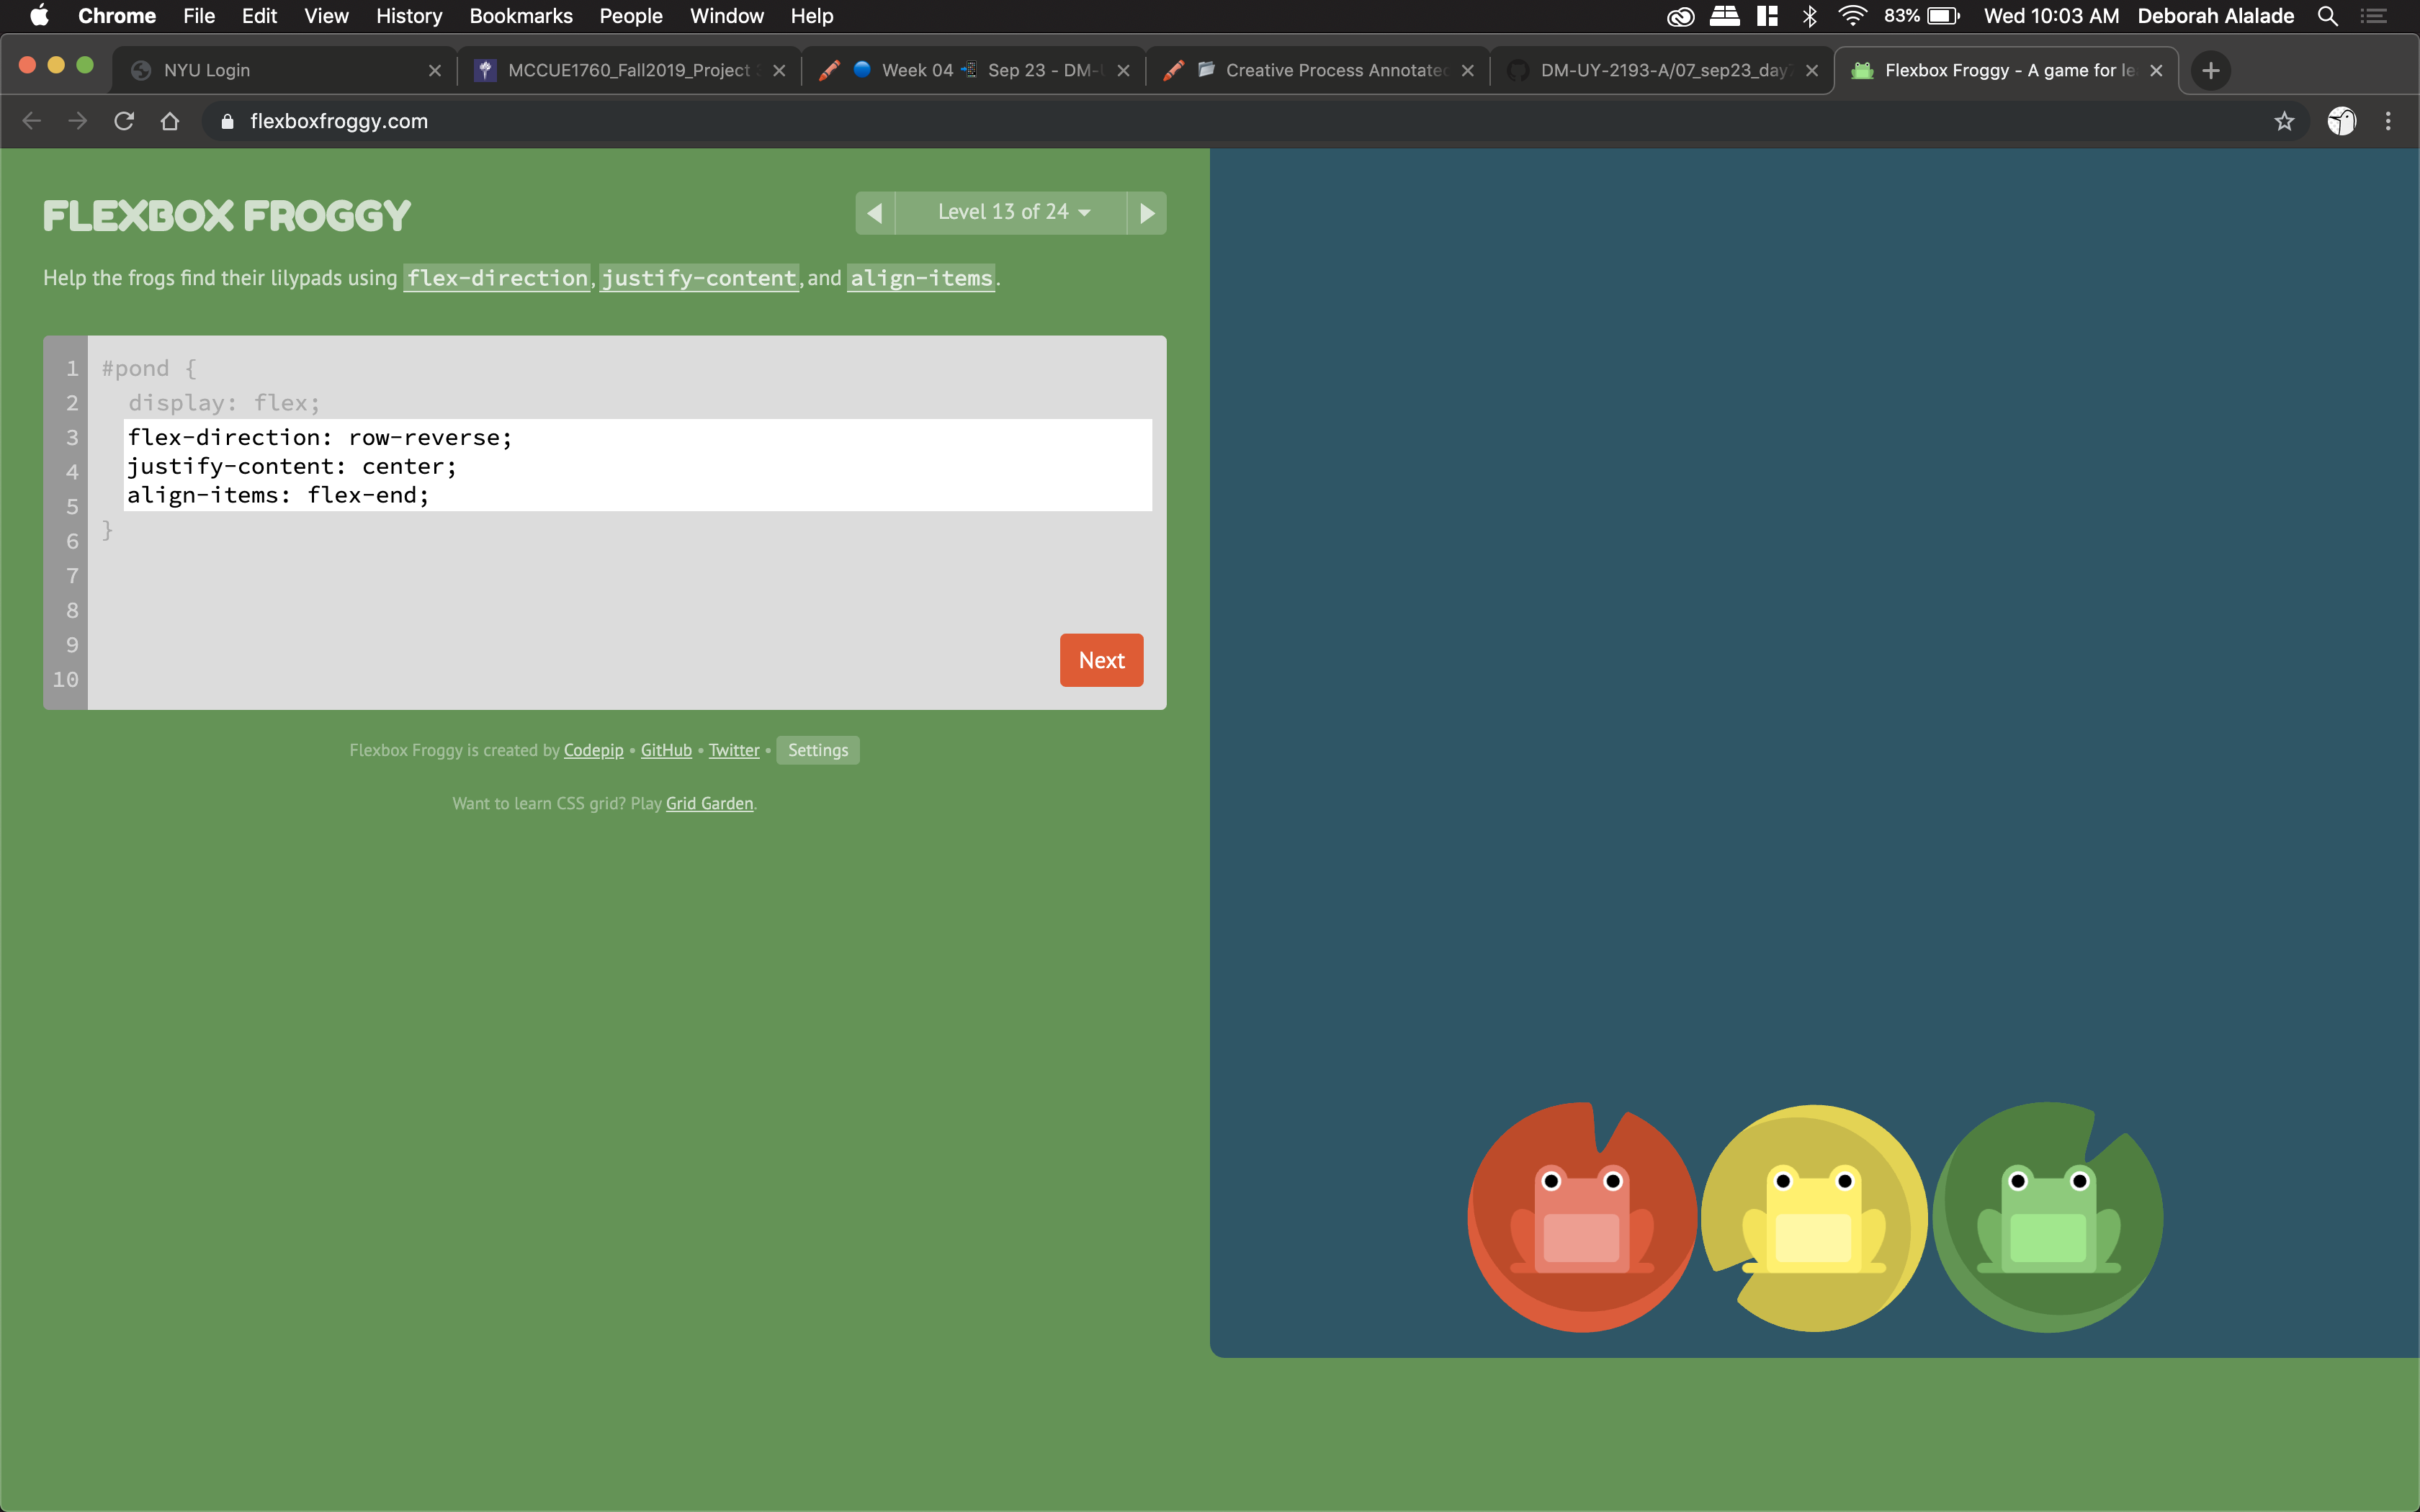 Chrome File Edit View History Bookmarks People Window Help 83% Wed 10:03 AM Deborah Alalade
NYU Login MCCUE1760_Fall2019_Project Week 04 Sep 23 - DM- Creative Process Annotated DM-UY-2193-A/07_sep23_day7 Flexbox Froggy - A game for le
flexboxfroggy.com
FLEXBOX FROGGY
Level 13 of 24
Help the frogs find their lilypads using flex-direction, justify-content, and align-items.
1 #pond {
2 display: flex;
3 flex-direction: row-reverse;
4 justify-content: center;
5 align-items: flex-end;
6 }
7
8
9
10
Next
Flexbox Froggy is created by Codepip • GitHub • Twitter • Settings
Want to learn CSS grid? Play Grid Garden.